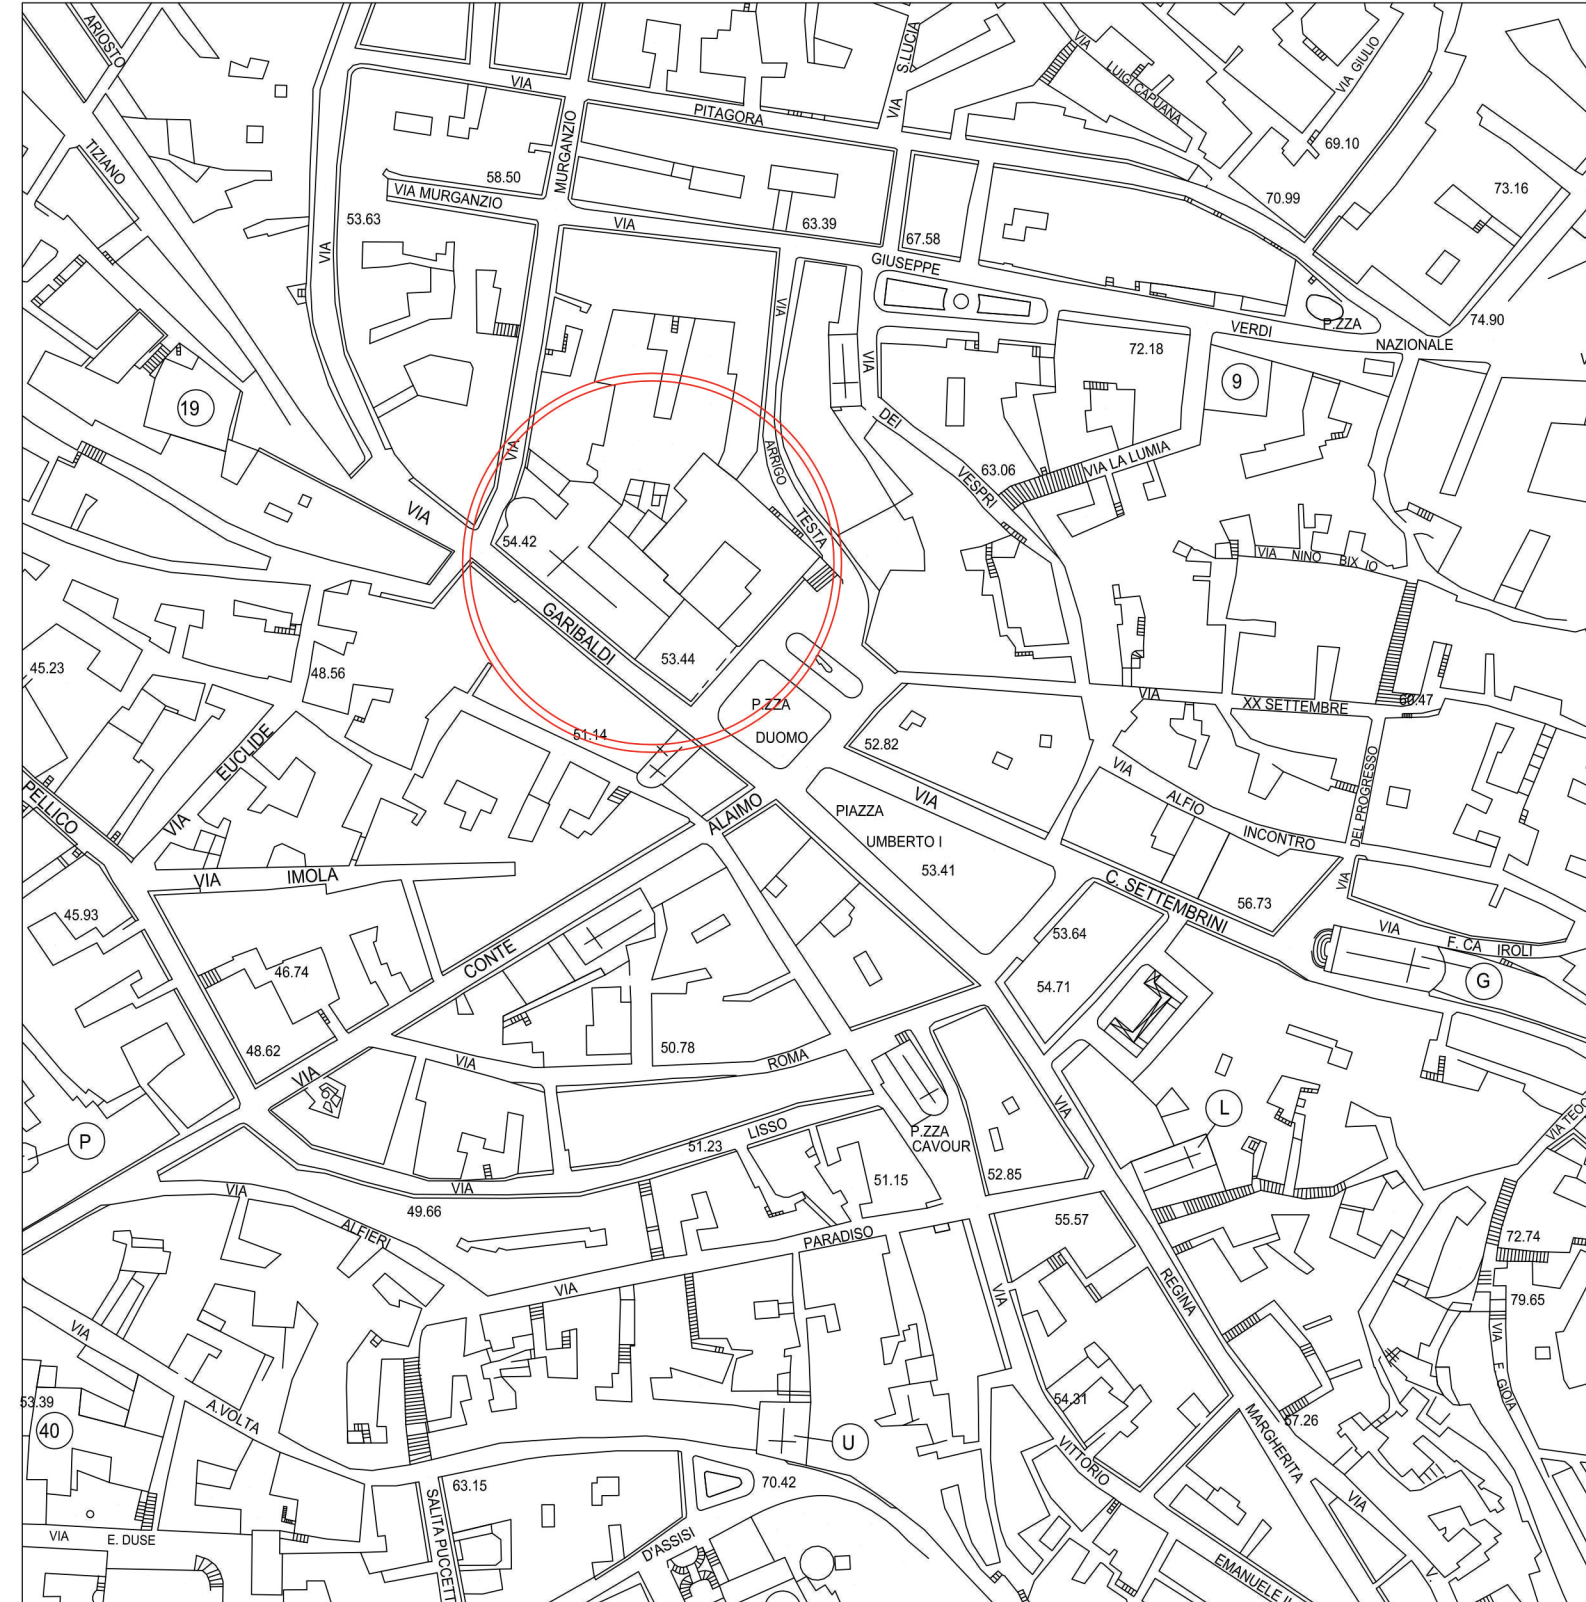 ARIOSTO
VIA
S.LUCIA
VIA
VIA GIULIO
LUIGI CAPUANA
VIA
PITAGORA
MURGANZIO
69.10
TIZIANO
58.50
73.16
VIA MURGANZIO
70.99
53.63
VIA
63.39
67.58
VIA
GIUSEPPE
VIA
74.90
P.ZZA
VERDI
NAZIONALE
72.18
VIA
9
19
DEI
VIA
ARRIGO
VIA LA LUMIA
63.06
VESPRI
VIA
TESTA
54.42
VIA NINO BIX IO
GARIBALDI
53.44
45.23
48.56
VIA
60.47
XX SETTEMBRE
P.ZZA
DUOMO
51.14
52.82
EUCLIDE
VIA
DEL PROGRESSO
PELLICO
VIA
ALFIO
PIAZZA
ALAIMO
VIA
INCONTRO
UMBERTO I
53.41
VIA
IMOLA
C. SETTEMBRINI
VIA
56.73
45.93
VIA
53.64
F. CA IROLI
CONTE
46.74
G
54.71
48.62
50.78
ROMA
VIA
VIA
VIA
L
VIA TEOC
P
LISSO
P.ZZA
CAVOUR
51.23
52.85
51.15
VIA
VIA
49.66
55.57
ALFIERI
PARADISO
72.74
REGINA
VIA
VIA
79.65
VIA
VIA
E. GIOIA
53.39
54.31
A.VOLTA
57.26
40
MARGHERITA
U
VITTORIO
70.42
63.15
VIA
SALITA PUCCETT
VIA
E. DUSE
D'ASSISI
EMANUELE II
V.